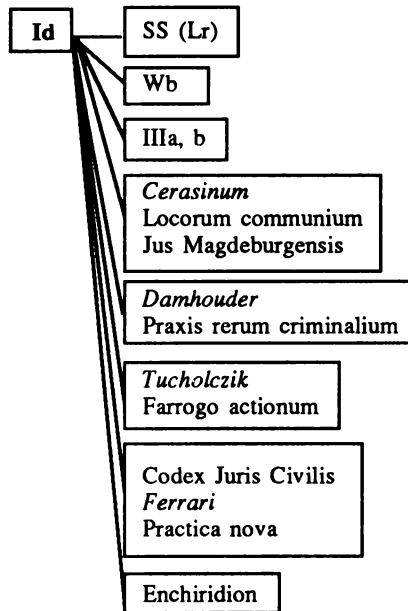 Id
SS (Lr)
Wb
IIIa, b
Cerasinum
Locorum communium
Jus Magdeburgensis
Damhouder
Praxis rerum criminalium
Tucholczik
Farrogo actionum
Codex Juris Civilis
Ferrari
Practica nova
Enchiridion